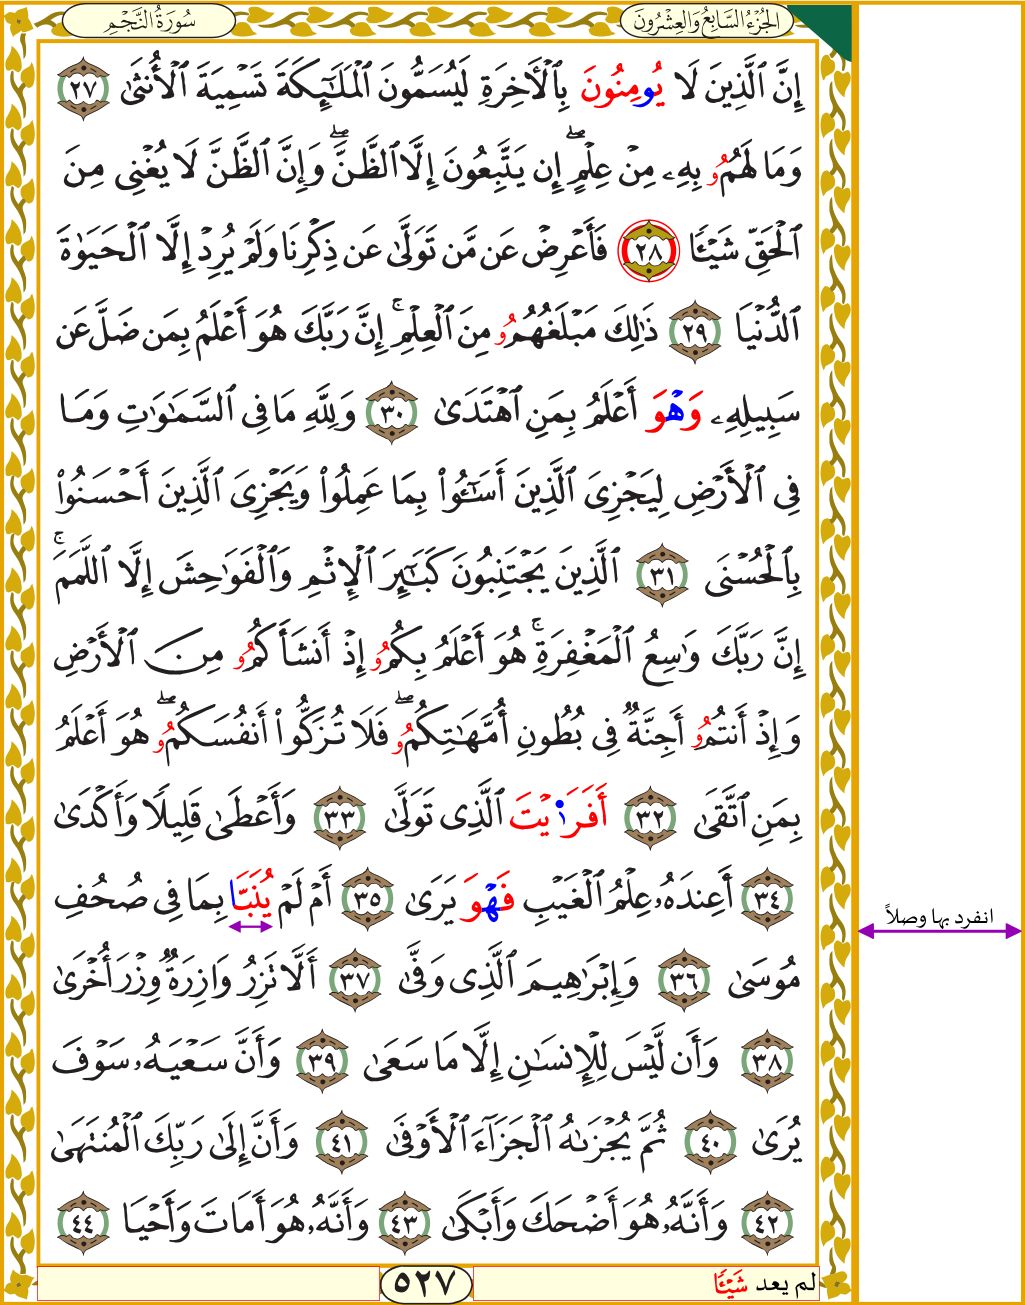 الجُزْءُ السَّابِعُ وَالعِشْرُونَ
سُورَةُ النَّجْمِ
إِنَّ ٱلَّذِينَ لَا يُومِنُونَ بِٱلْأَخِرَةِ لَيُسَمُّونَ ٱلْمَلَـٰٓئِكَةَ تَسْمِيَةَ ٱلْأُنثَىٰ ٢٧
وَمَا لَهُمُۥ بِهِۦ مِنْ عِلْمٍ ۖ إِن يَتَّبِعُونَ إِلَّا ٱلظَّنَّ ۖ وَإِنَّ ٱلظَّنَّ لَا يُغْنِى مِنَ
ٱلْحَقِّ شَيْـًٔا ٢٨ فَأَعْرِضْ عَن مَّن تَوَلَّىٰ عَن ذِكْرِنَا وَلَمْ يُرِدْ إِلَّا ٱلْحَيَوٰةَ
ٱلدُّنْيَا ٢٩ ذَٰلِكَ مَبْلَغُهُمُۥ مِنَ ٱلْعِلْمِ ۚ إِنَّ رَبَّكَ هُوَ أَعْلَمُ بِمَن ضَلَّ عَن
سَبِيلِهِۦ وَهْوَ أَعْلَمُ بِمَنِ ٱهْتَدَىٰ ٣٠ وَلِلَّهِ مَا فِى ٱلسَّمَـٰوَٰتِ وَمَا
فِى ٱلْأَرْضِ لِيَجْزِىَ ٱلَّذِينَ أَسَـٰٓـُٔوا۟ بِمَا عَمِلُوا۟ وَيَجْزِىَ ٱلَّذِينَ أَحْسَنُوا۟
بِٱلْحُسْنَى ٣١ ٱلَّذِينَ يَجْتَنِبُونَ كَبَـٰٓئِرَ ٱلْإِثْمِ وَٱلْفَوَٰحِشَ إِلَّا ٱللَّمَمَ ۚ
إِنَّ رَبَّكَ وَٰسِعُ ٱلْمَغْفِرَةِ ۚ هُوَ أَعْلَمُ بِكُمُۥ إِذْ أَنشَأَكُمُۥ مِنَ ٱلْأَرْضِ
وَإِذْ أَنتُمُۥ أَجِنَّةٌ فِى بُطُونِ أُمَّهَـٰتِكُمُۥ ۖ فَلَا تُزَكُّوٓا۟ أَنفُسَكُمُۥ ۖ هُوَ أَعْلَمُ
بِمَنِ ٱتَّقَىٰ ٣٢ أَفَرَا۬يْتَ ٱلَّذِى تَوَلَّىٰ ٣٣ وَأَعْطَىٰ قَلِيلًا وَأَكْدَىٰ
٣٤ أَعِندَهُۥ عِلْمُ ٱلْغَيْبِ فَهْوَ يَرَىٰ ٣٥ أَمْ لَمْ يُنَبَّا بِمَا فِى صُحُفِ
مُوسَىٰ ٣٦ وَإِبْرَٰهِيمَ ٱلَّذِى وَفَّىٰ ٣٧ أَلَّا تَزِرُ وَازِرَةٌ وِزْرَ أُخْرَىٰ
٣٨ وَأَن لَّيْسَ لِلْإِنسَـٰنِ إِلَّا مَا سَعَىٰ ٣٩ وَأَنَّ سَعْيَهُۥ سَوْفَ
يُرَىٰ ٤٠ ثُمَّ يُجْزَىٰهُ ٱلْجَزَآءَ ٱلْأَوْفَىٰ ٤١ وَأَنَّ إِلَىٰ رَبِّكَ ٱلْمُنتَهَىٰ
٤٢ وَأَنَّهُۥ هُوَ أَضْحَكَ وَأَبْكَىٰ ٤٣ وَأَنَّهُۥ هُوَ أَمَاتَ وَأَحْيَا ٤٤
انفرد بها وصلاً
لم يعد شَيْـًٔا
٥٢٧